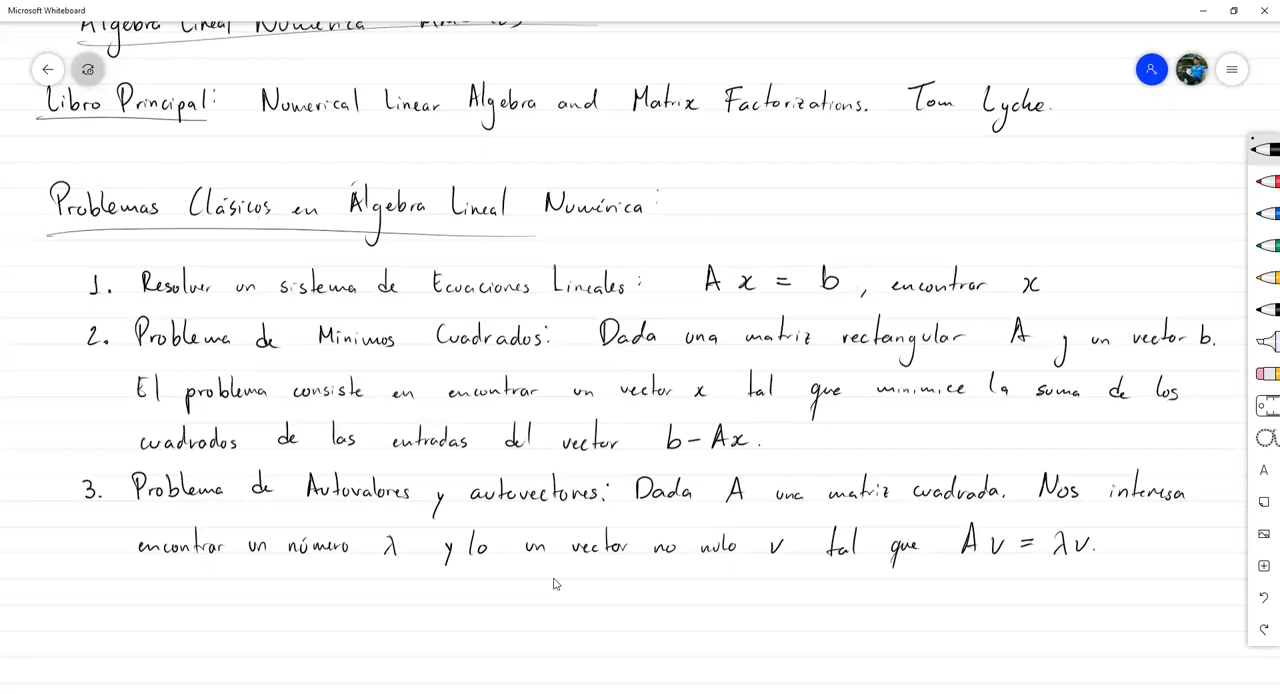 Microsoft Whiteboard
Álgebra Lineal Numérica
Libro Principal: Numerical Linear Algebra and Matrix Factorizations. Tom Lyche.
Problemas Clásicos en Álgebra Lineal Numérica:
1. Resolver un sistema de Ecuaciones Lineales: A x = b, encontrar x
2. Problema de Mínimos Cuadrados: Dada una matriz rectangular A y un vector b.
El problema consiste en encontrar un vector x tal que minimice la suma de los
cuadrados de las entradas del vector b-Ax.
3. Problema de Autovalores y autovectores: Dada A una matriz cuadrada. Nos interesa
encontrar un número λ y/o un vector no nulo v tal que Av = λv.
A